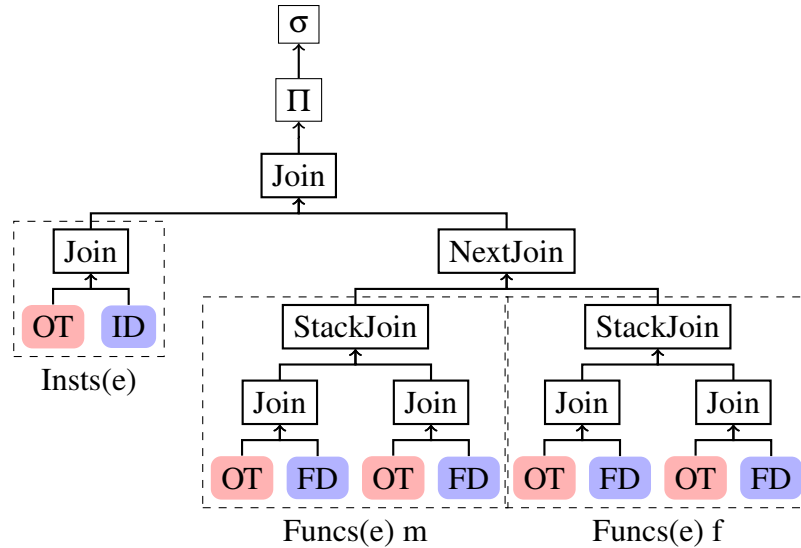 σ
Π
Join
Join NextJoin
OT ID StackJoin StackJoin
Insts(e)
Join Join Join Join
OT FD OT FD OT FD OT FD
Funcs(e) m Funcs(e) f